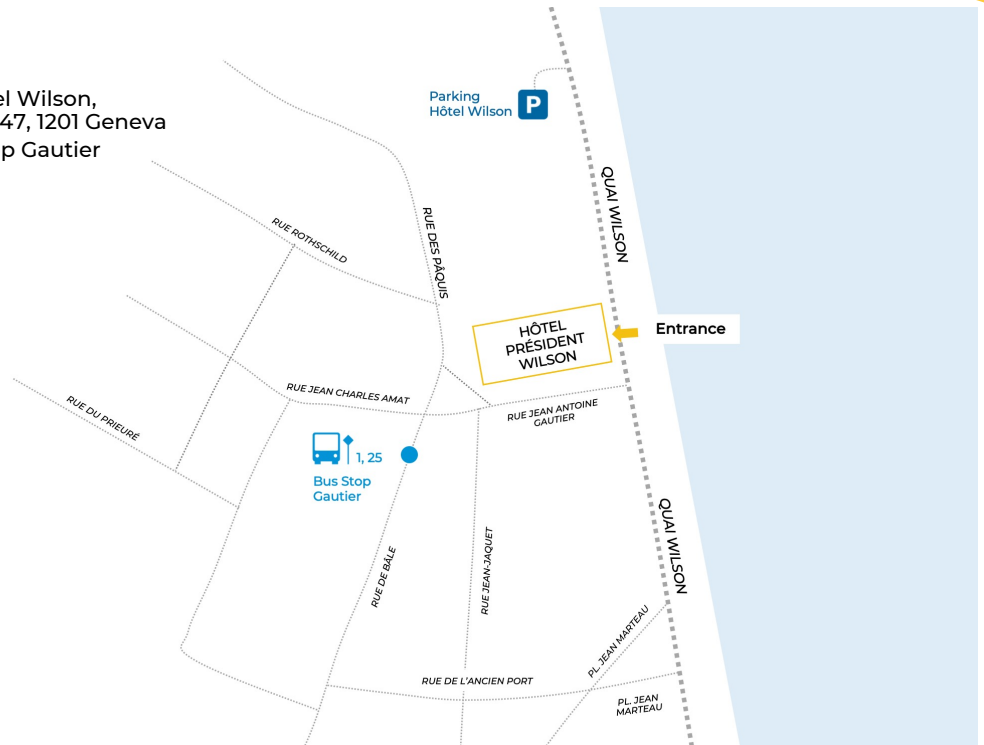 el Wilson,
47, 1201 Geneva
p Gautier
Parking
Hôtel Wilson
P
QUAI WILSON
RUE DES PÂQUIS
RUE ROTHSCHILD
HÔTEL
PRÉSIDENT
WILSON
Entrance
RUE JEAN CHARLES AMAT
RUE JEAN ANTOINE
GAUTIER
RUE DU PRIEURÉ
1, 25
Bus Stop
Gautier
QUAI WILSON
RUE DE BÂLE
RUE JEAN-JAQUET
PL. JEAN MARTEAU
RUE DE L'ANCIEN PORT
PL. JEAN
MARTEAU